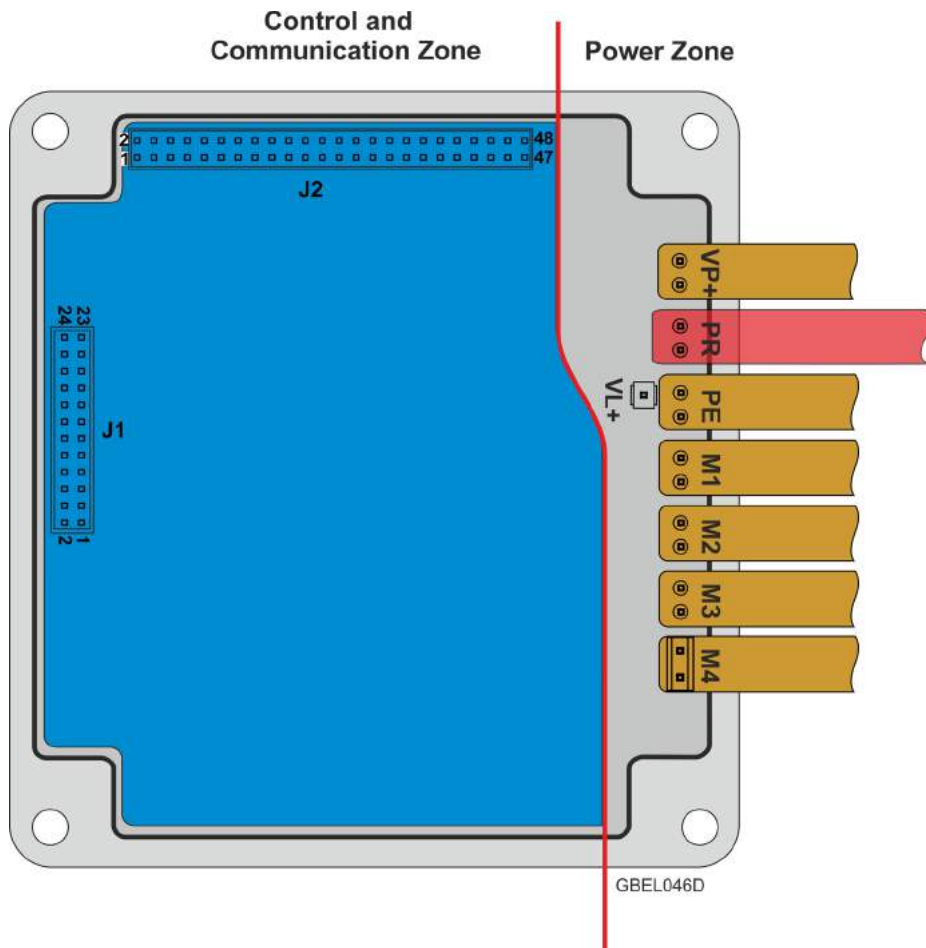 Control and
Communication Zone
Power Zone
2
48
1
47
J2
VP+
PR
24
23
VL+
PE
J1
M1
M2
2
1
M3
M4
GBEL046D